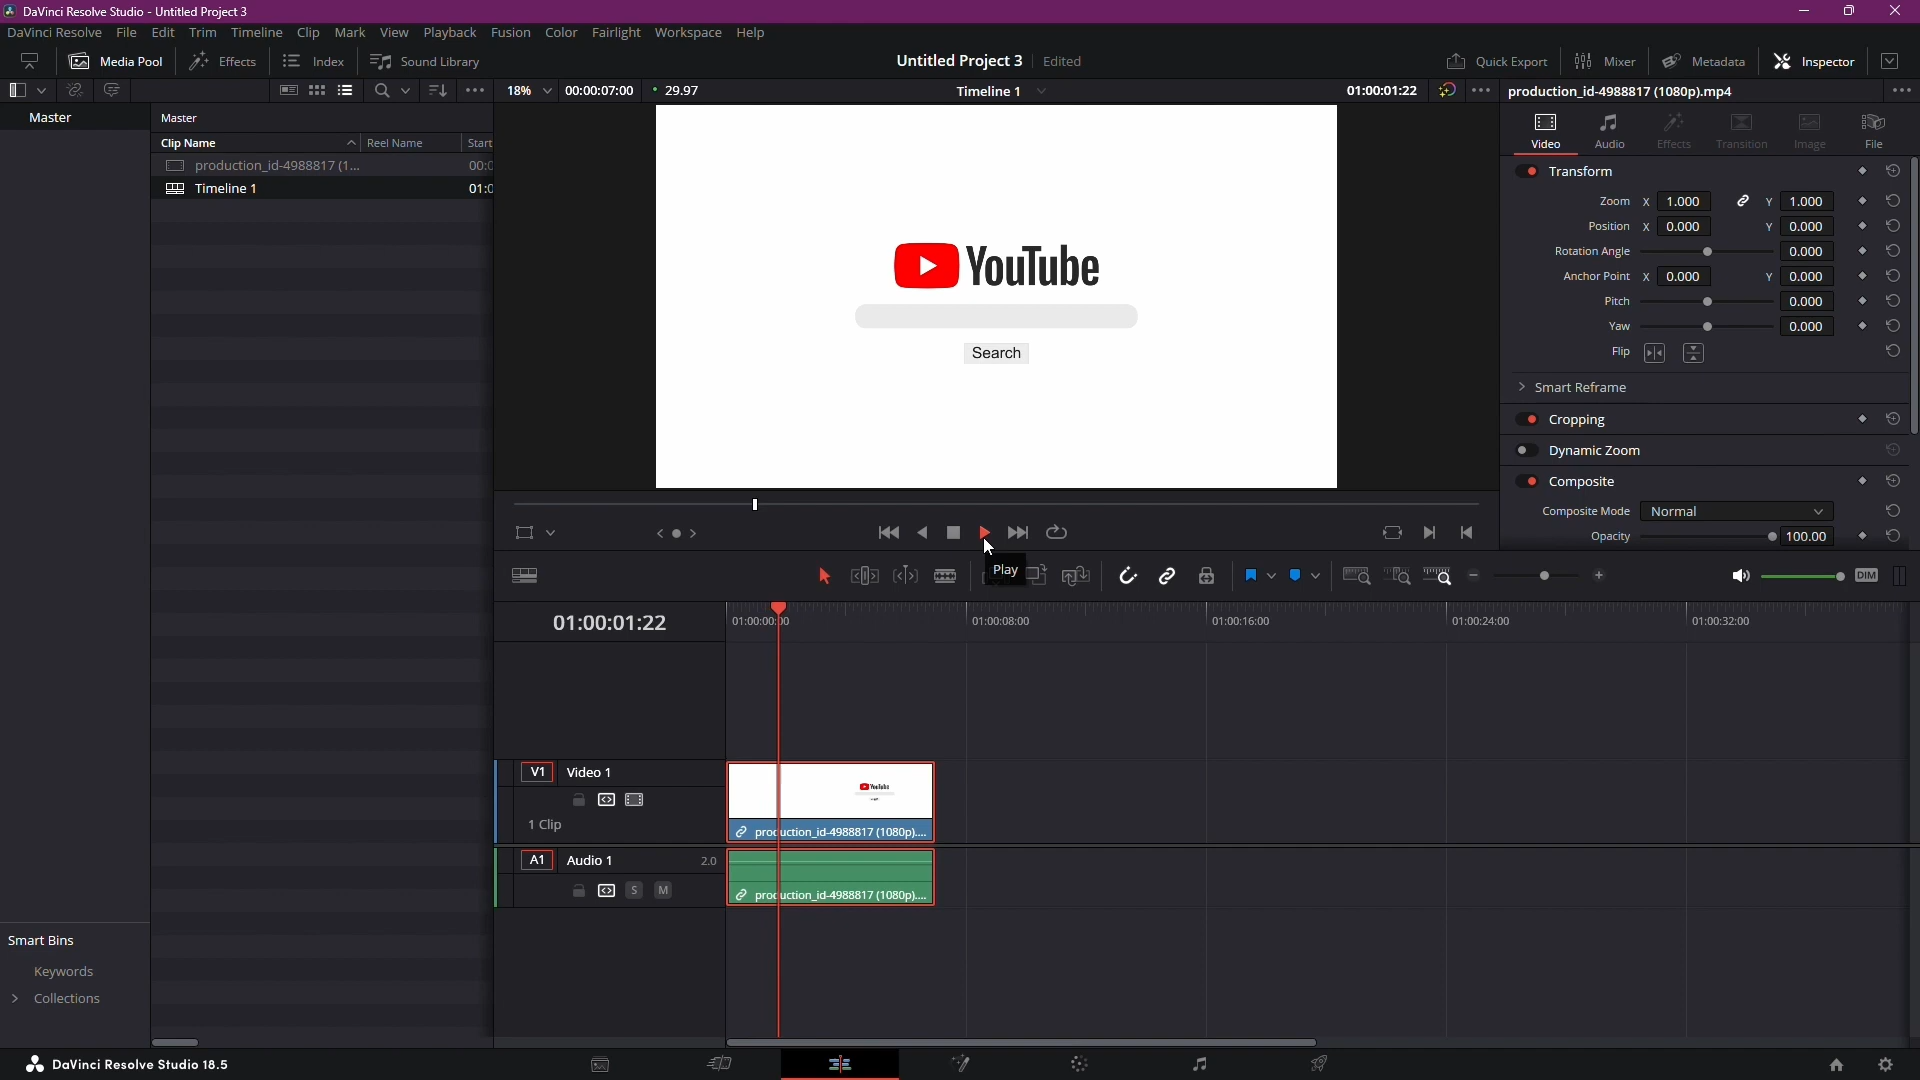 DaVinci Resolve Studio - Untitled Project 3
DaVinci Resolve File Edit Trim Timeline Clip Mark View Playback Fusion Color Fairlight Workspace Help
Media Pool Effects Index Sound Library Untitled Project 3 Edited Quick Export Mixer Metadata Inspector
18% 00:00:07:00 29.97 Timeline 1 01:00:01:22 production_id-4988817 (1080p).mp4
Master
Master
Clip Name Reel Name Start
production_id-4988817 (1... 00:0
Timeline 1 01:0
YouTube
Search
Video Audio Effects Transition Image File
Transform
Zoom X 1.000 Y 1.000
Position X 0.000 Y 0.000
Rotation Angle 0.000
Anchor Point X 0.000 Y 0.000
Pitch 0.000
Yaw 0.000
Flip
Smart Reframe
Cropping
Dynamic Zoom
Composite
Composite Mode Normal
Opacity 100.00
Play
DIM
01:00:01:22
01:00:00:00 01:00:08:00 01:00:16:00 01:00:24:00 01:00:32:00
V1 Video 1
1 Clip
YouTube
production_id-4988817 (1080p)....
A1 Audio 1 2.0
S M
production_id-4988817 (1080p)....
Smart Bins
Keywords
Collections
DaVinci Resolve Studio 18.5